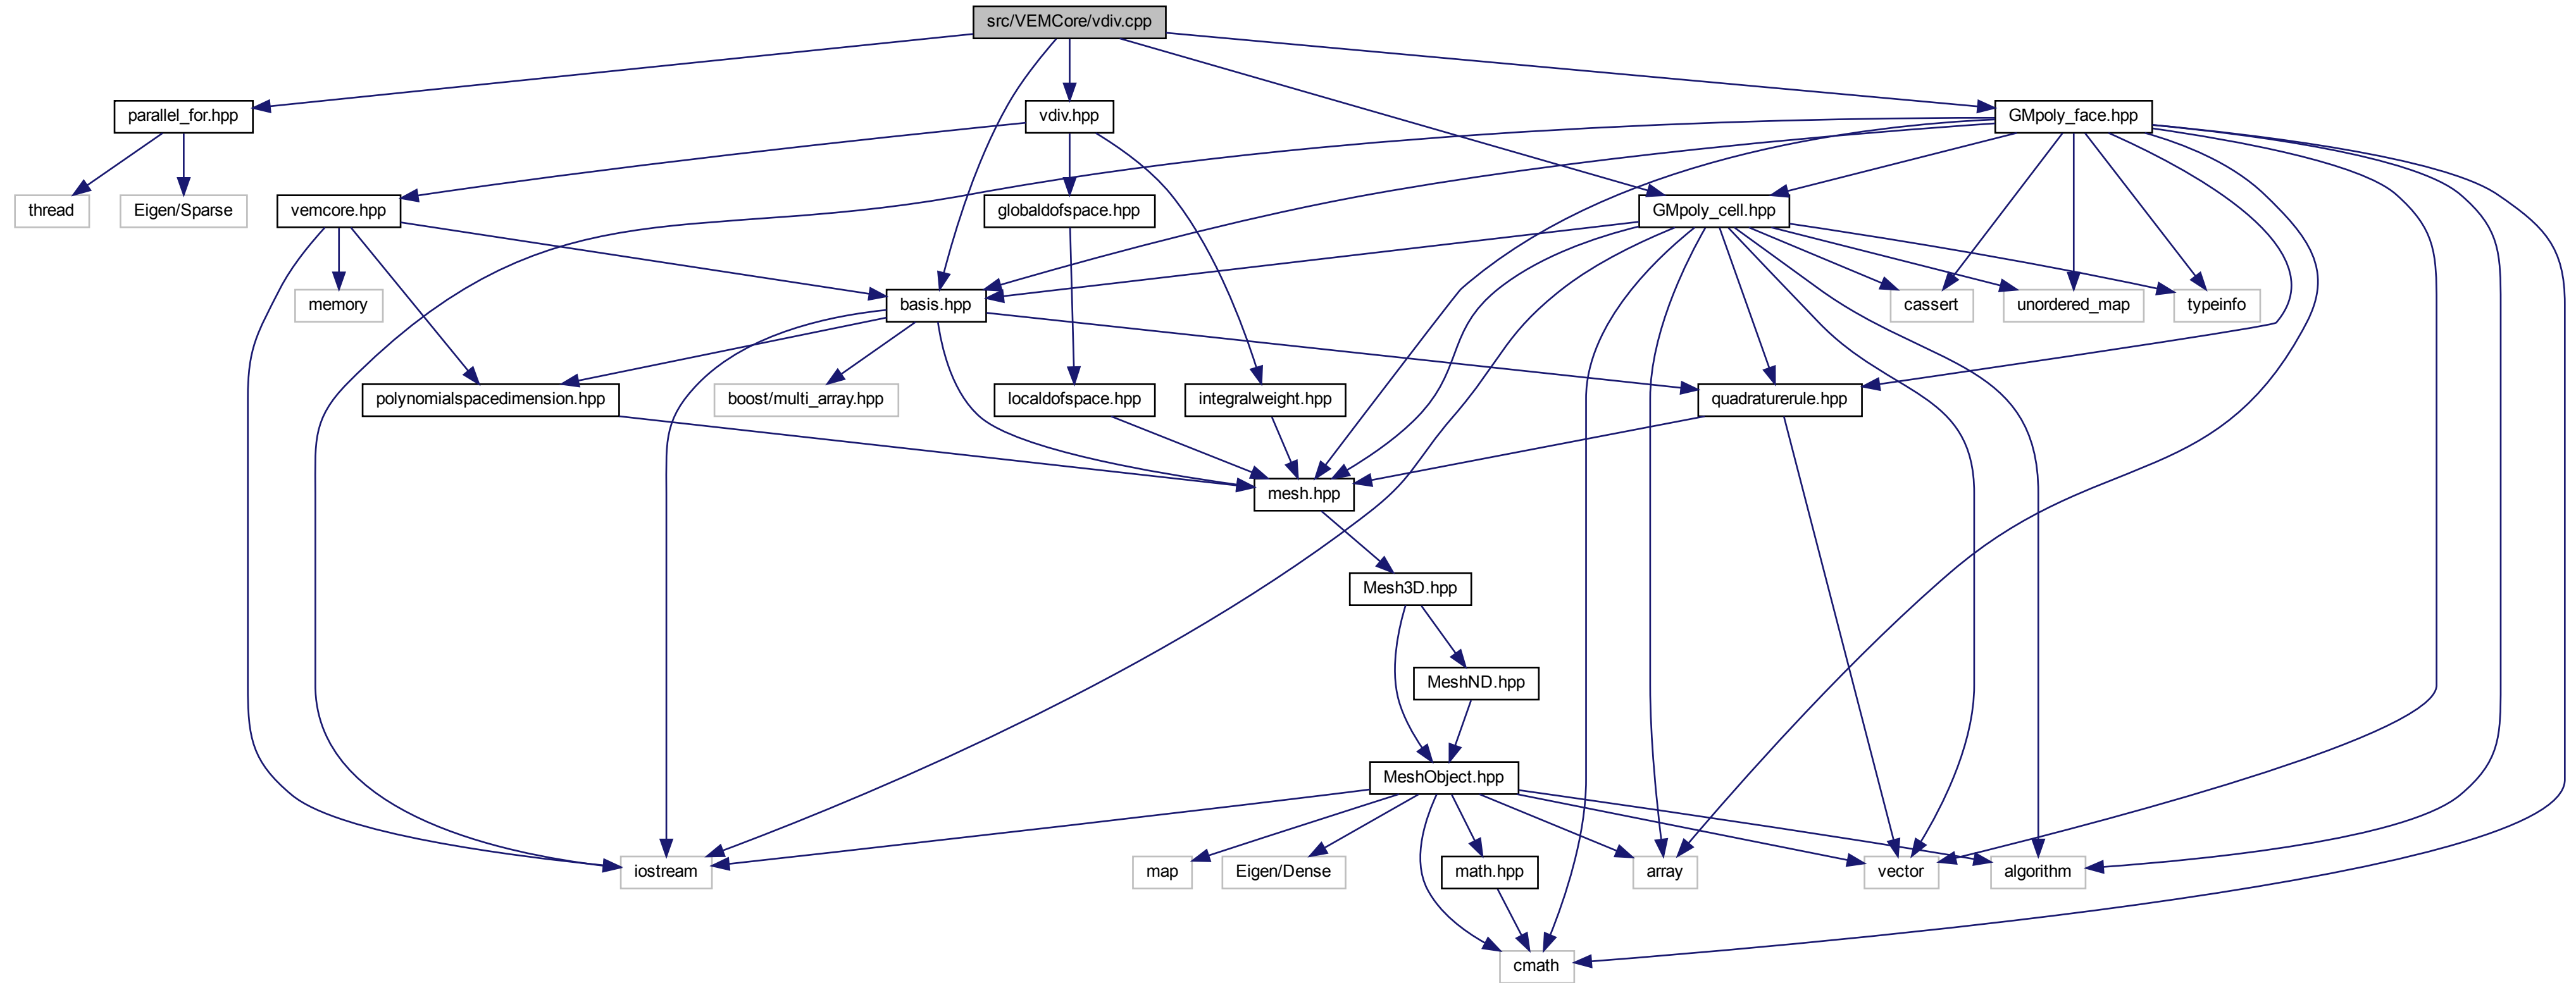 src/VEMCore/vdiv.cpp
parallel_for.hpp
vdiv.hpp
GMpoly_face.hpp
thread
Eigen/Sparse
vemcore.hpp
globaldofspace.hpp
GMpoly_cell.hpp
memory
basis.hpp
cassert
unordered_map
typeinfo
polynomialspacedimension.hpp
boost/multi_array.hpp
localdofspace.hpp
integralweight.hpp
quadraturerule.hpp
mesh.hpp
Mesh3D.hpp
MeshND.hpp
MeshObject.hpp
iostream
map
Eigen/Dense
math.hpp
array
vector
algorithm
cmath